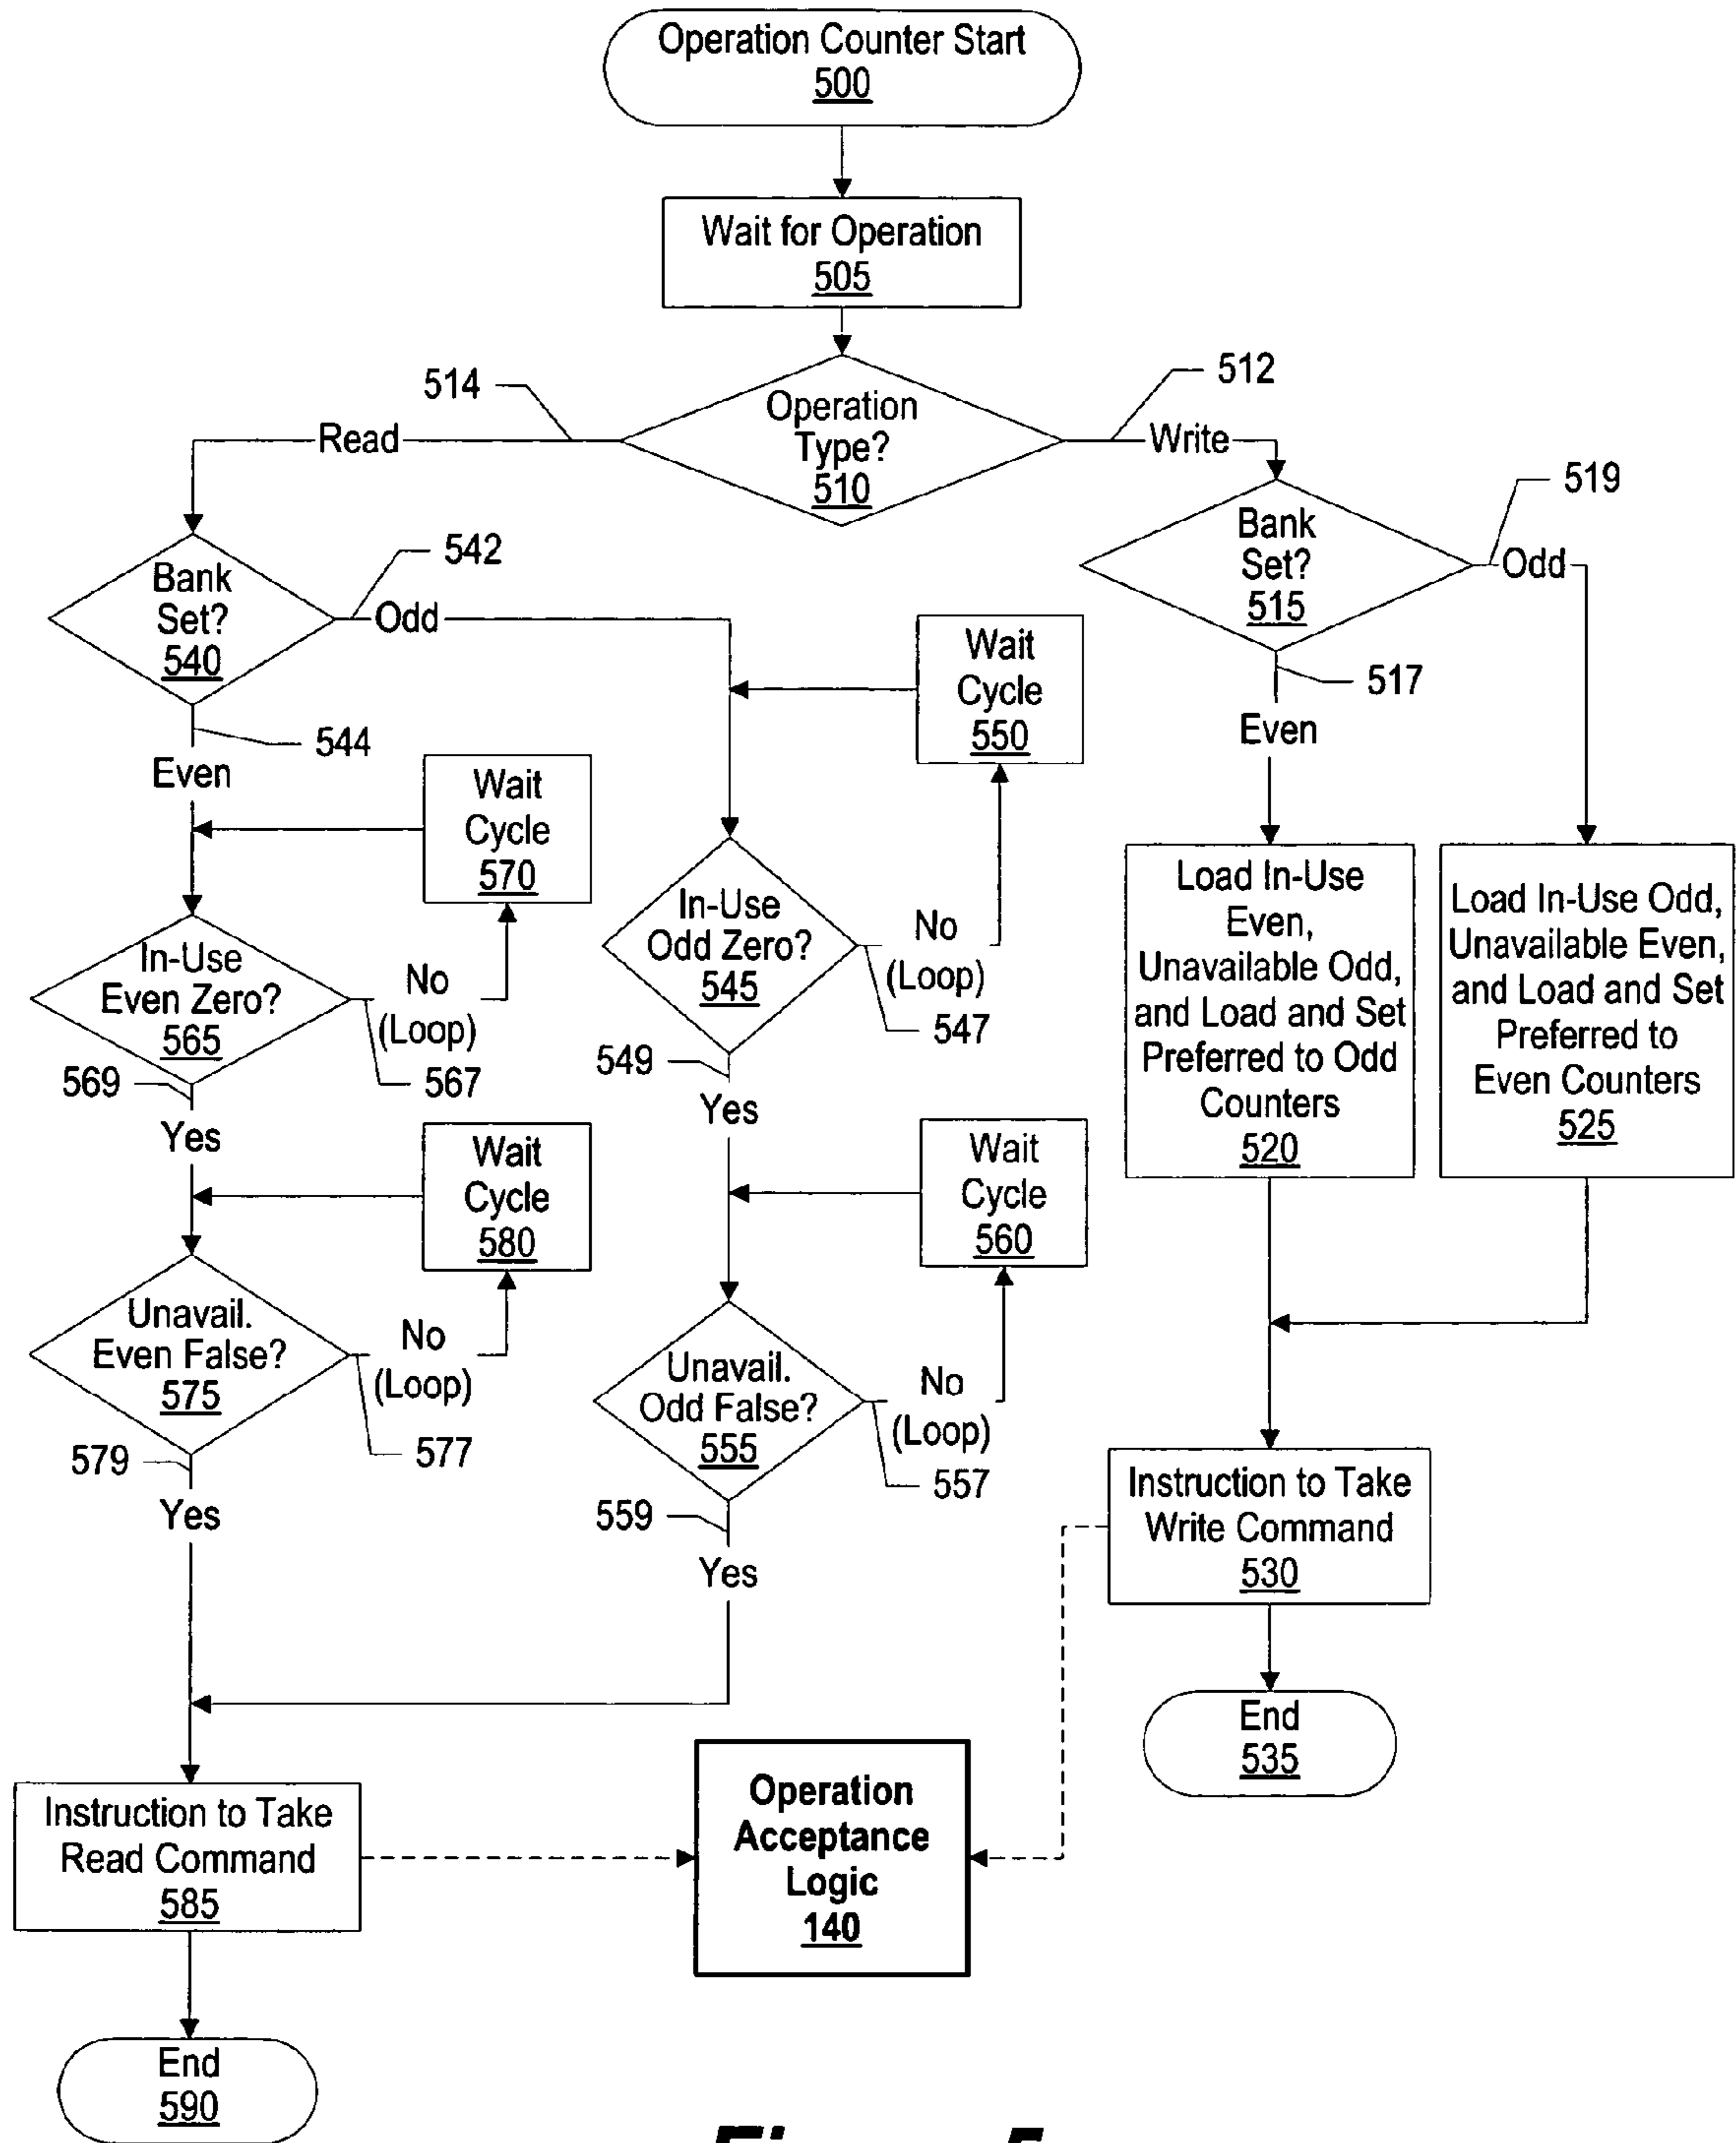 Operation Counter Start
500
Wait for Operation
505
514
512
Operation
Type?
510
Read
Write
519
Bank
Set?
515
Odd
542
Bank
Set?
540
Odd
Wait
Cycle
550
517
Even
544
Even
Wait
Cycle
570
In-Use
Odd Zero?
545
No
(Loop)
547
Load In-Use
Even,
Unavailable Odd,
and Load and Set
Preferred to Odd
Counters
520
Load In-Use Odd,
Unavailable Even,
and Load and Set
Preferred to
Even Counters
525
In-Use
Even Zero?
565
No
(Loop)
567
569
Yes
549
Yes
Wait
Cycle
580
Wait
Cycle
560
Unavail.
Even False?
575
No
(Loop)
577
579
Yes
Unavail.
Odd False?
555
No
(Loop)
557
559
Yes
Instruction to Take
Write Command
530
End
535
Instruction to Take
Read Command
585
Operation
Acceptance
Logic
140
End
590